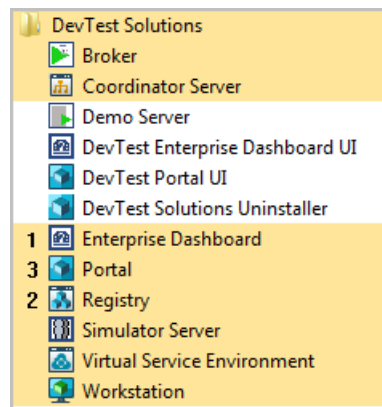 DevTest Solutions
Broker
Coordinator Server
Demo Server
DevTest Enterprise Dashboard UI
DevTest Portal UI
DevTest Solutions Uninstaller
1 Enterprise Dashboard
3 Portal
2 Registry
Simulator Server
Virtual Service Environment
Workstation